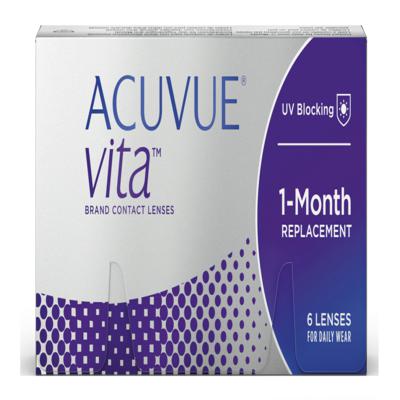 ACUVUE®
vita™
BRAND CONTACT LENSES
UV Blocking
1-Month
REPLACEMENT
6 LENSES
FOR DAILY WEAR